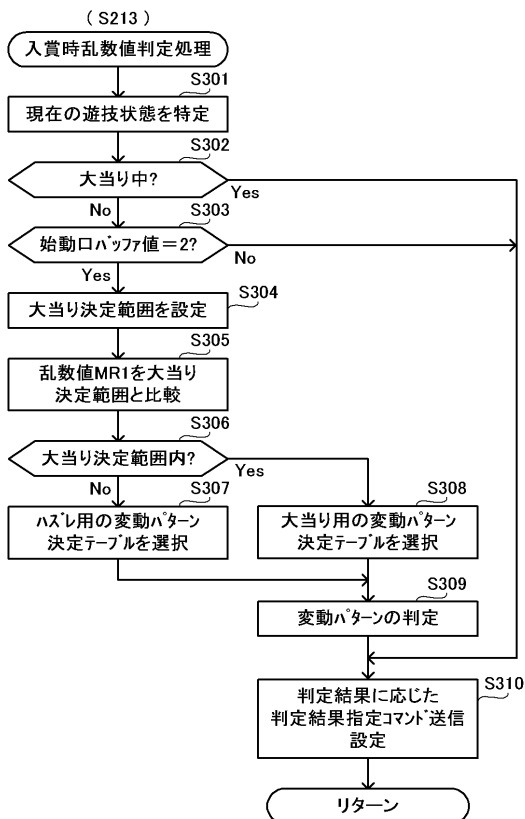 (S213)
入賞時乱数値判定処理
S301
現在の遊技状態を特定
S302
大当り中?
Yes
No
S303
始動口ﾊﾞｯﾌｧ値=2?
No
Yes
S304
大当り決定範囲を設定
S305
乱数値MR1を大当り
決定範囲と比較
S306
大当り決定範囲内?
Yes
No
S307
ﾊｽﾞﾚ用の変動ﾊﾟﾀｰﾝ
決定ﾃｰﾌﾞﾙを選択
S308
大当り用の変動ﾊﾟﾀｰﾝ
決定ﾃｰﾌﾞﾙを選択
S309
変動ﾊﾟﾀｰﾝの判定
S310
判定結果に応じた
判定結果指定ｺﾏﾝﾄﾞ送信
設定
リターン